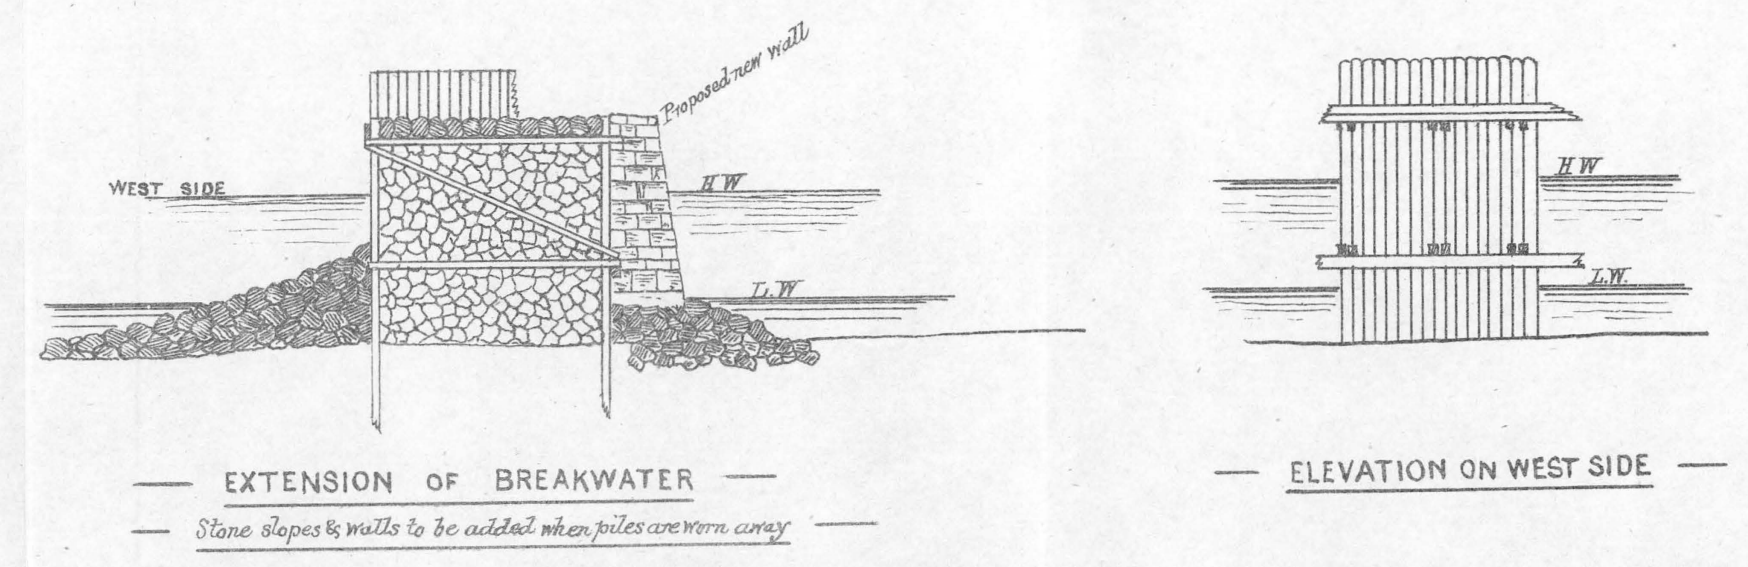 Proposed new wall
WEST SIDE
H W
L.W
EXTENSION OF BREAKWATER
Stone slopes & walls to be added when piles are worn away
H W
L.W.
ELEVATION ON WEST SIDE